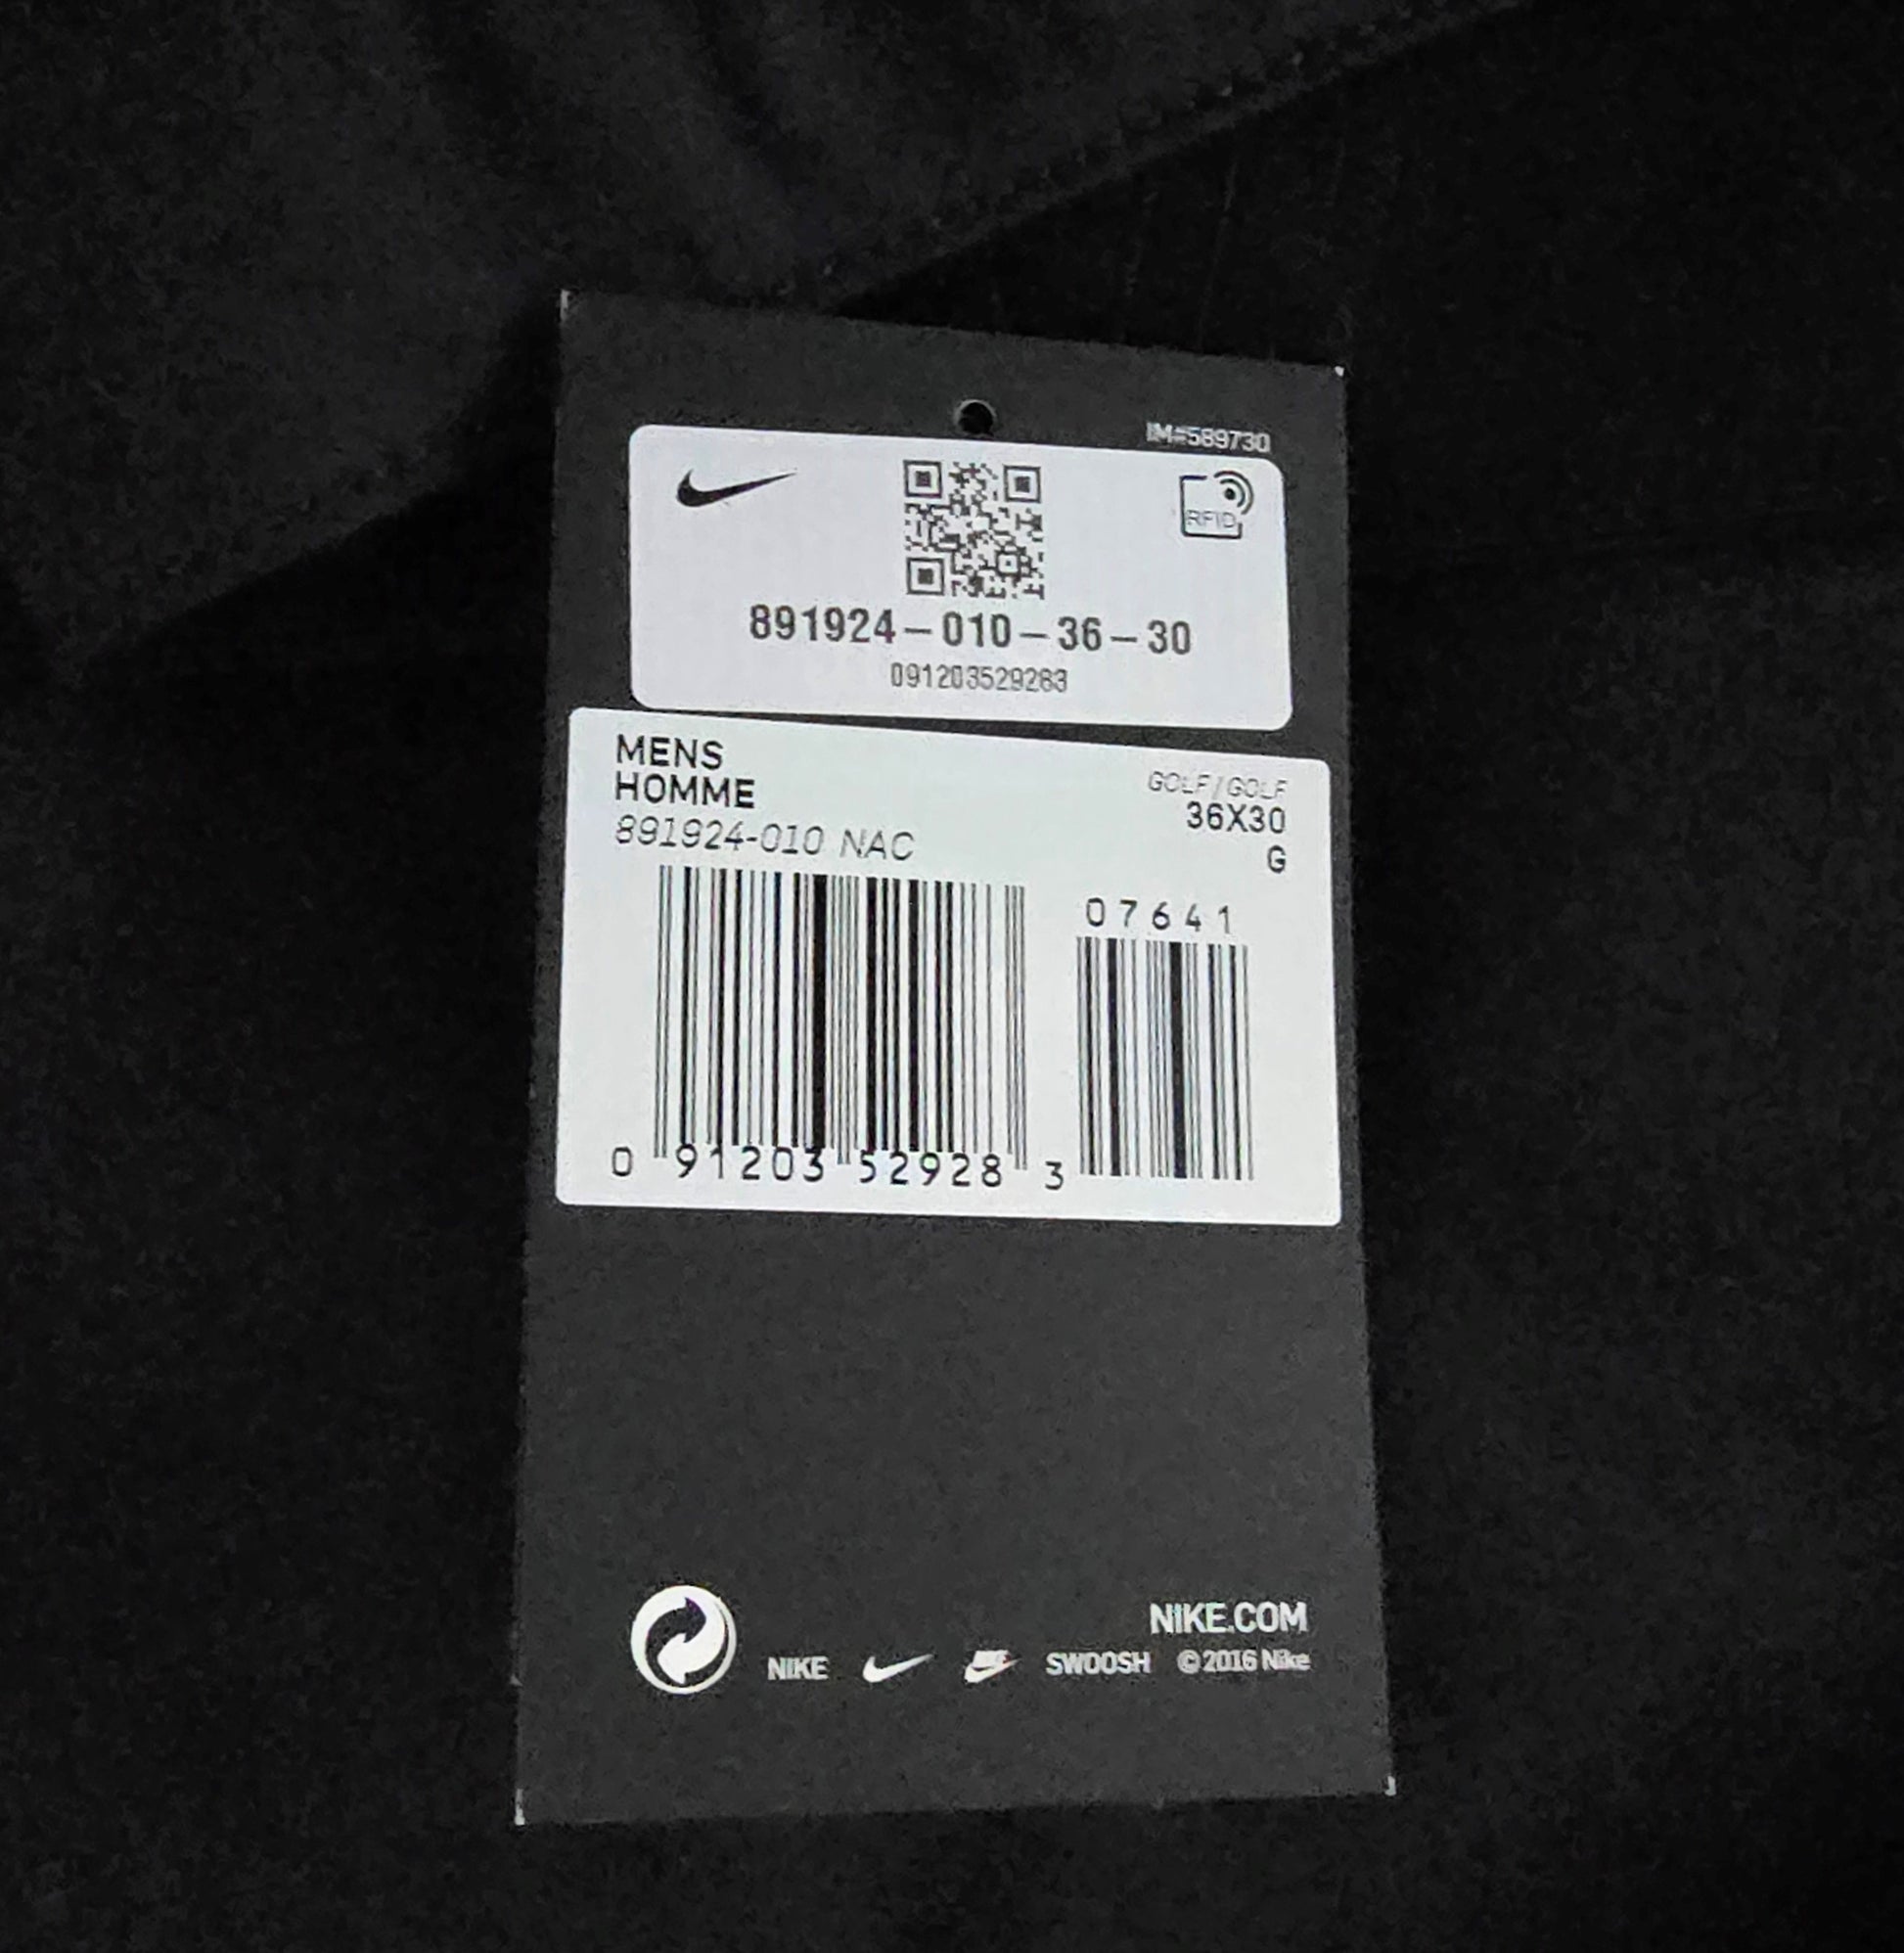 IM#589730
RFID
891924-010-36-30
091203529283
MENS
HOMME
891924-010 NAC
GOLF/GOLF
36X30
G
07641
0 91203 52928 3
NIKE.COM
NIKE SWOOSH ©2016 Nike